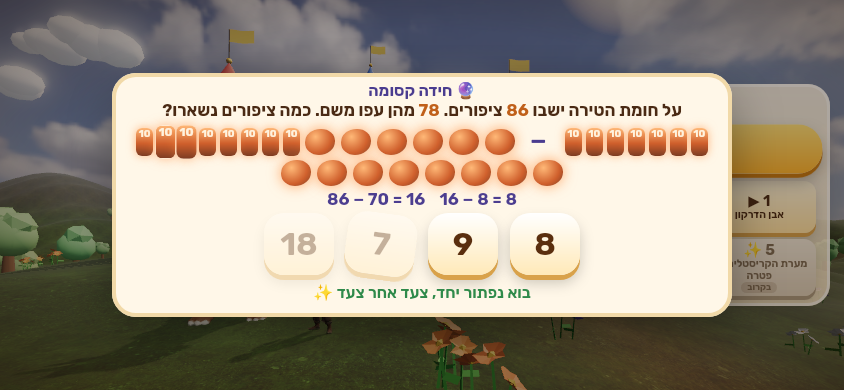 🔮 חידה קסומה
על חומת הטירה ישבו 86 ציפורים. 78 מהן עפו משם. כמה ציפורים נשארו?
10 10 10 10 10 10 10 10 − 10 10 10 10 10 10 10
86 − 70 = 16 16 − 8 = 8
18 7 9 8
בוא נפתור יחד, צעד אחר צעד ✨
1 ▶
אבן הדרקון
5 ✨
מערת הקריסטלים
פטרה
בקרוב